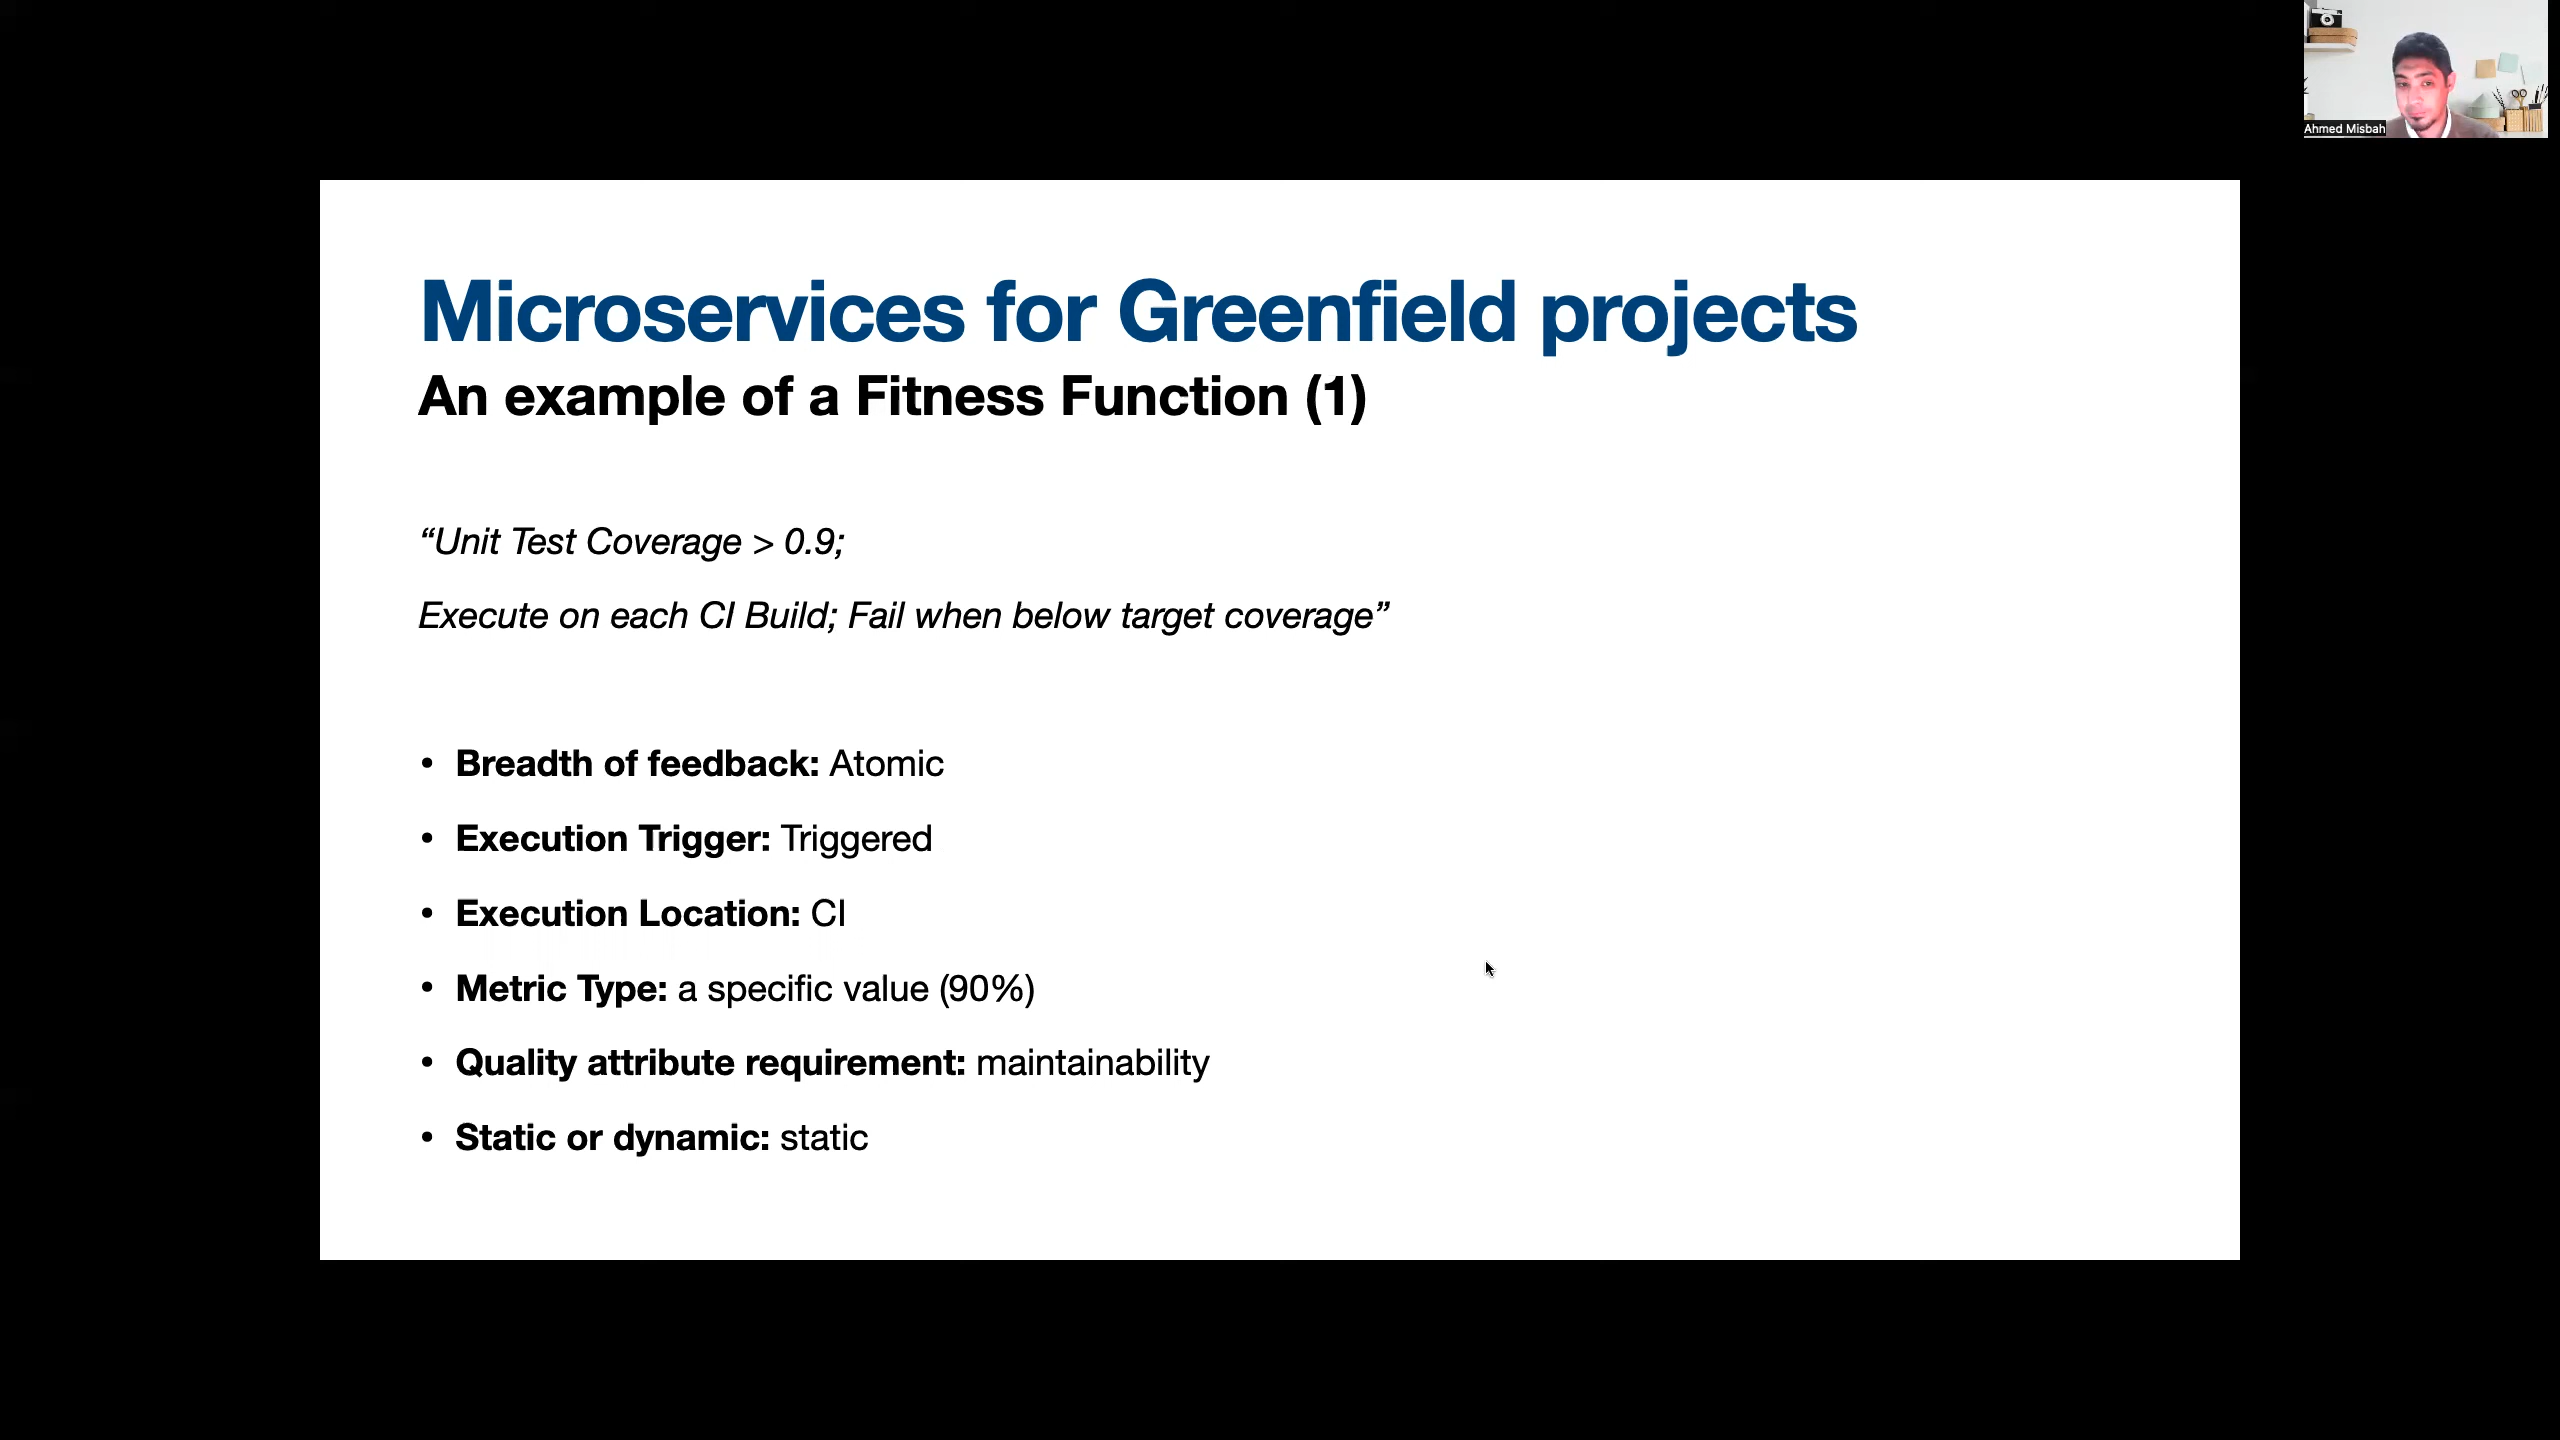 Ahmed Misbah
Microservices for Greenfield projects
An example of a Fitness Function (1)
“Unit Test Coverage > 0.9;
Execute on each CI Build; Fail when below target coverage”
• Breadth of feedback: Atomic
• Execution Trigger: Triggered
• Execution Location: CI
• Metric Type: a specific value (90%)
• Quality attribute requirement: maintainability
• Static or dynamic: static